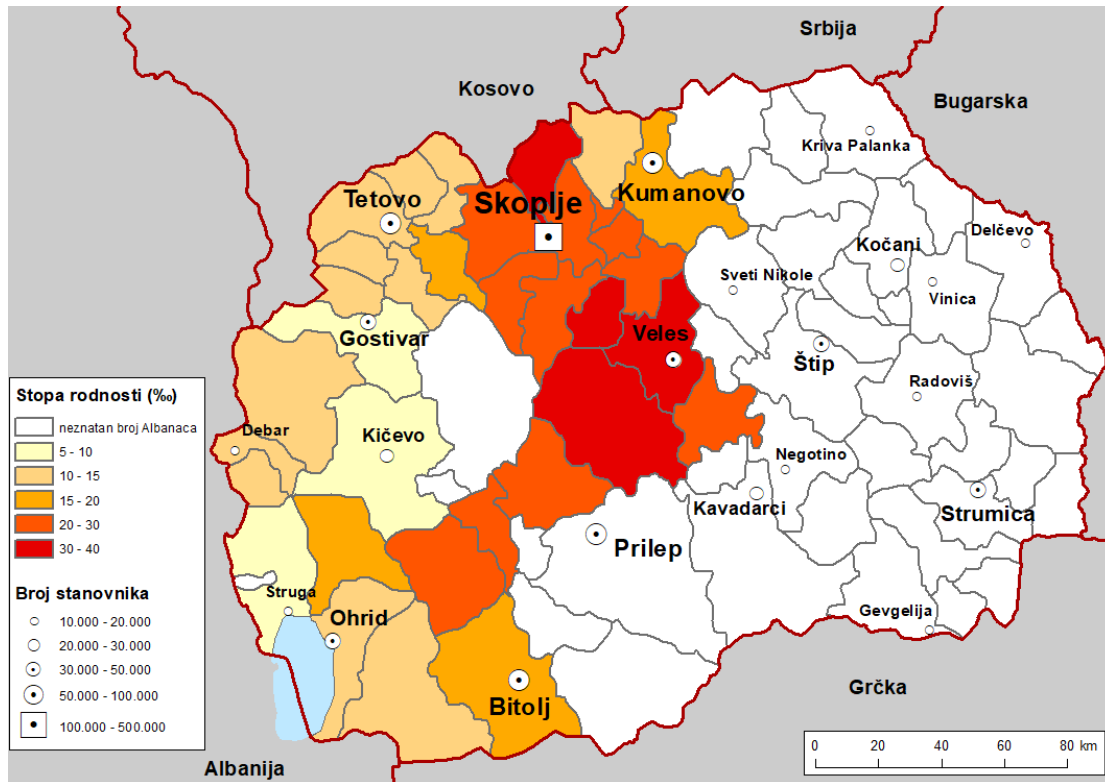 Srbija
Kosovo
Bugarska
Kriva Palanka
Tetovo
Skoplje
Kumanovo
Delčevo
Kočani
Sveti Nikole
Vinica
Gostivar
Veles
Štip
Radoviš
Debar
Kičevo
Negotino
Kavadarci
Strumica
Prilep
Struga
Ohrid
Gevgelija
Bitolj
Grčka
Albanija
Stopa rodnosti (‰)
neznatan broj Albanaca
5 - 10
10 - 15
15 - 20
20 - 30
30 - 40
Broj stanovnika
10.000 - 20.000
20.000 - 30.000
30.000 - 50.000
50.000 - 100.000
100.000 - 500.000
0 20 40 60 80 km